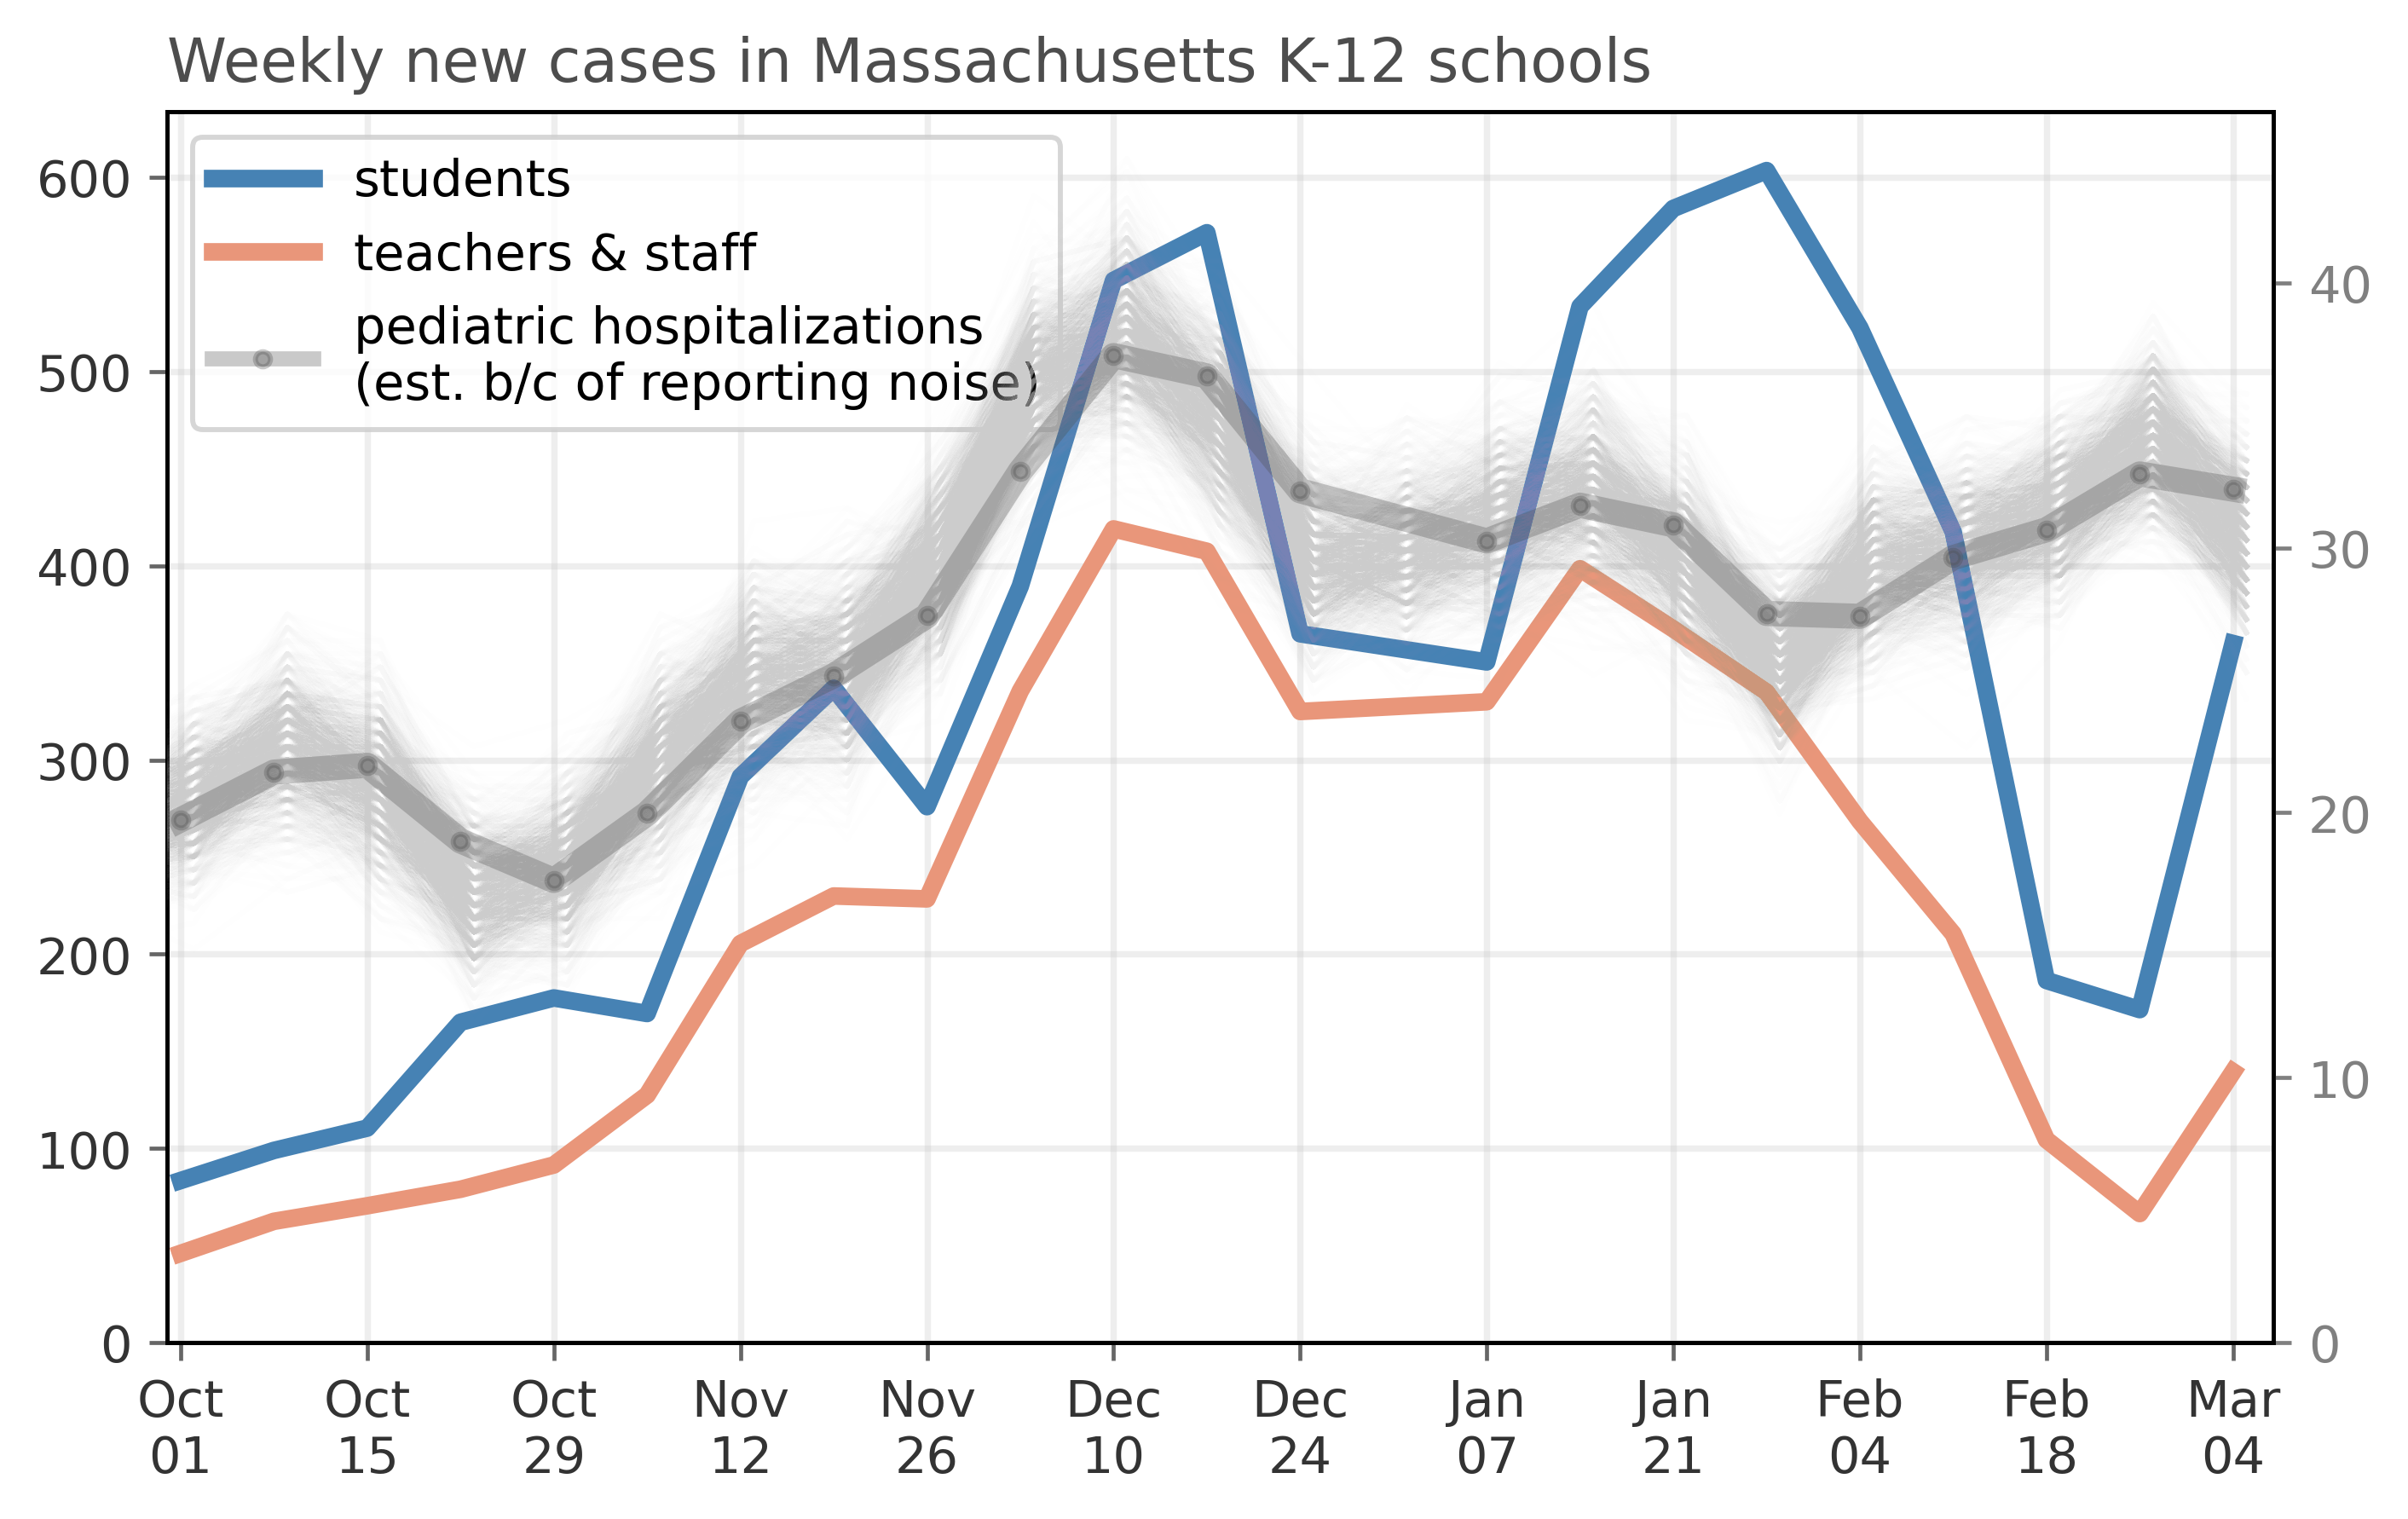 Weekly new cases in Massachusetts K-12 schools
students
teachers & staff
pediatric hospitalizations
(est. b/c of reporting noise)
600
500
400
300
200
100
0
40
30
20
10
0
Oct 01
Oct 15
Oct 29
Nov 12
Nov 26
Dec 10
Dec 24
Jan 07
Jan 21
Feb 04
Feb 18
Mar 04